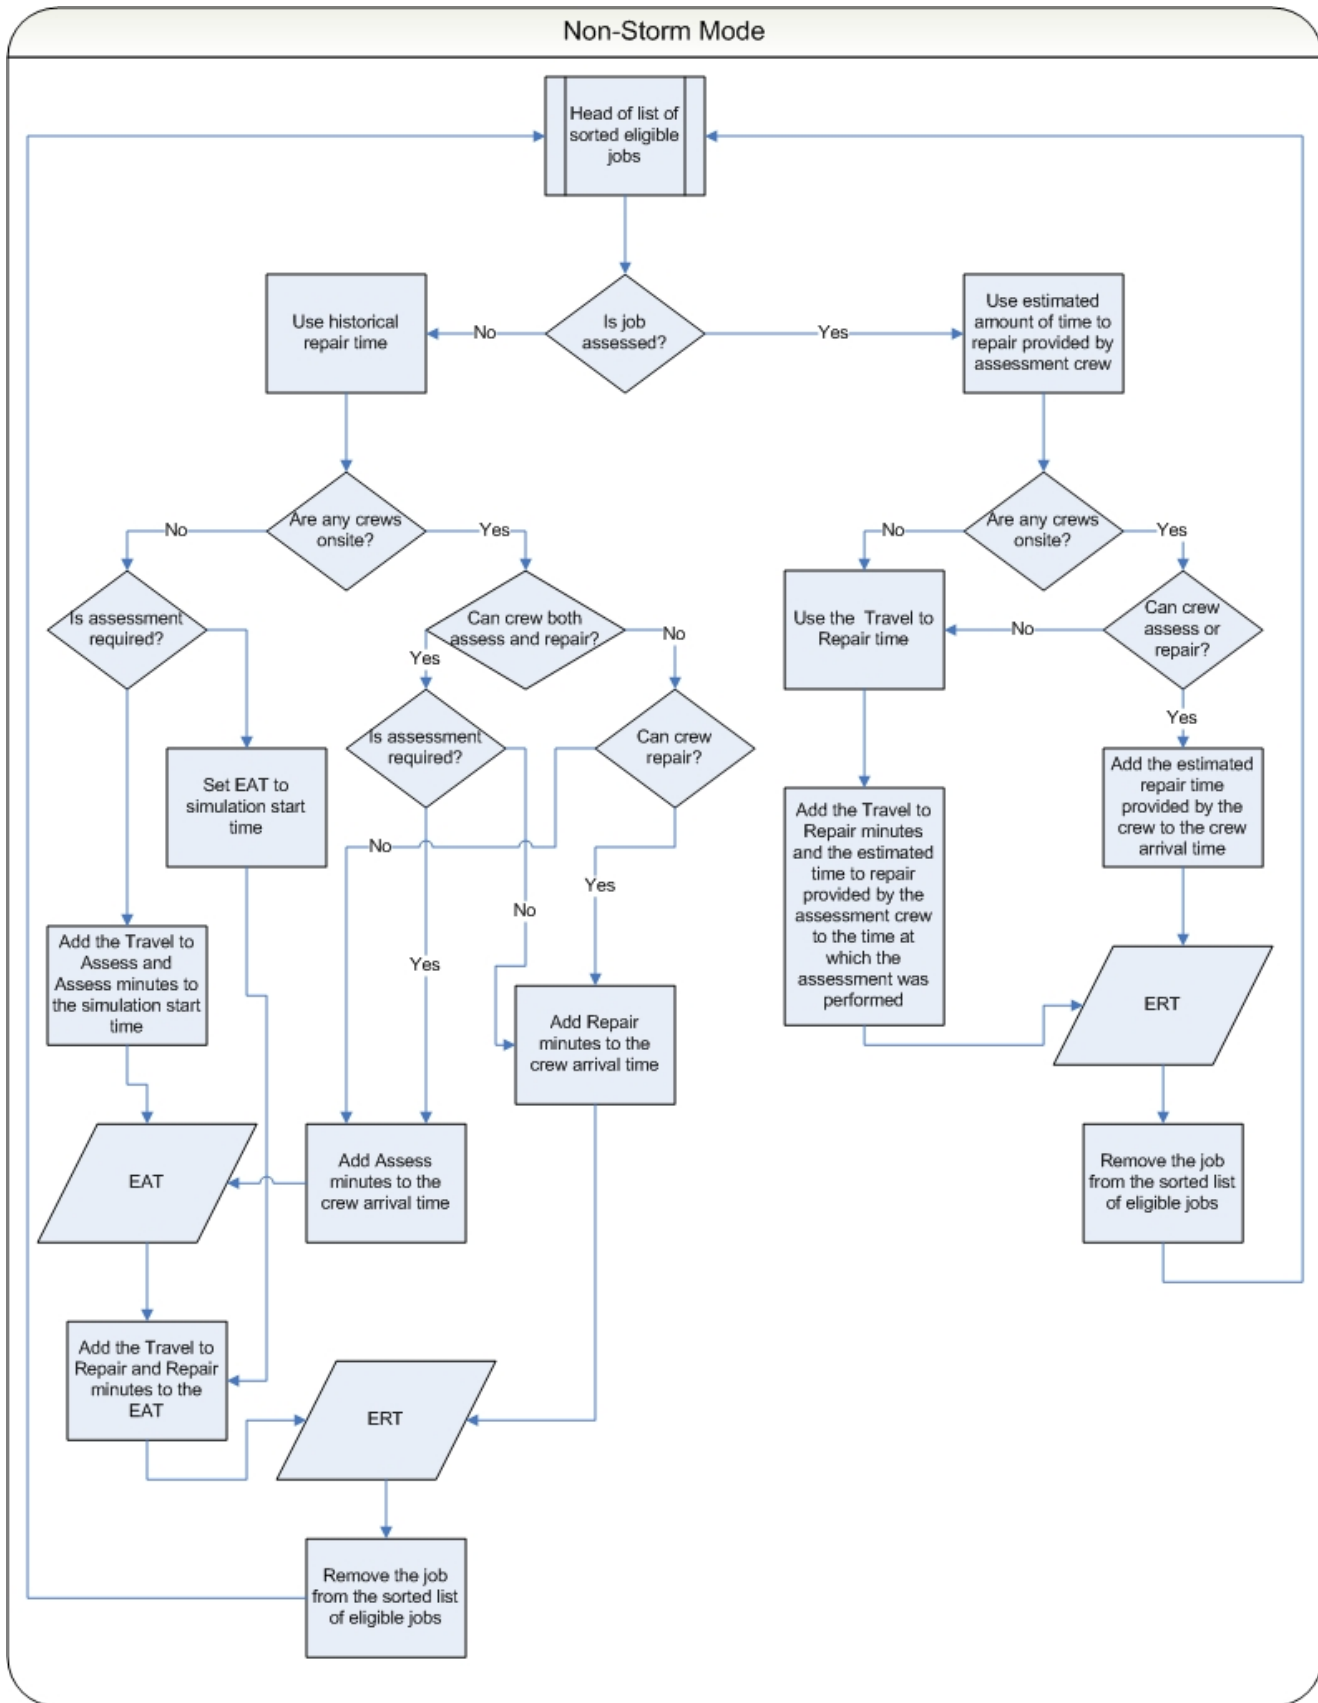 Non-Storm Mode
Head of list of
sorted eligible
jobs
Use historical
repair time
No
Is job
assessed?
Yes
Use estimated
amount of time to
repair provided by
assessment crew
No
Are any crews
onsite?
Yes
No
Are any crews
onsite?
Yes
Is assessment
required?
Can crew both
assess and repair?
Yes
No
Use the Travel to
Repair time
No
Can crew
assess or
repair?
Yes
Set EAT to
simulation start
time
Is assessment
required?
Can crew
repair?
No
Yes
No
Yes
Add the Travel to
Repair minutes
and the estimated
time to repair
provided by the
assessment crew
to the time at
which the
assessment was
performed
Add the estimated
repair time
provided by the
crew to the crew
arrival time
Add the Travel to
Assess and
Assess minutes to
the simulation start
time
Add Repair
minutes to the
crew arrival time
ERT
EAT
Add Assess
minutes to the
crew arrival time
Remove the job
from the sorted list
of eligible jobs
Add the Travel to
Repair and Repair
minutes to the
EAT
ERT
Remove the job
from the sorted list
of eligible jobs